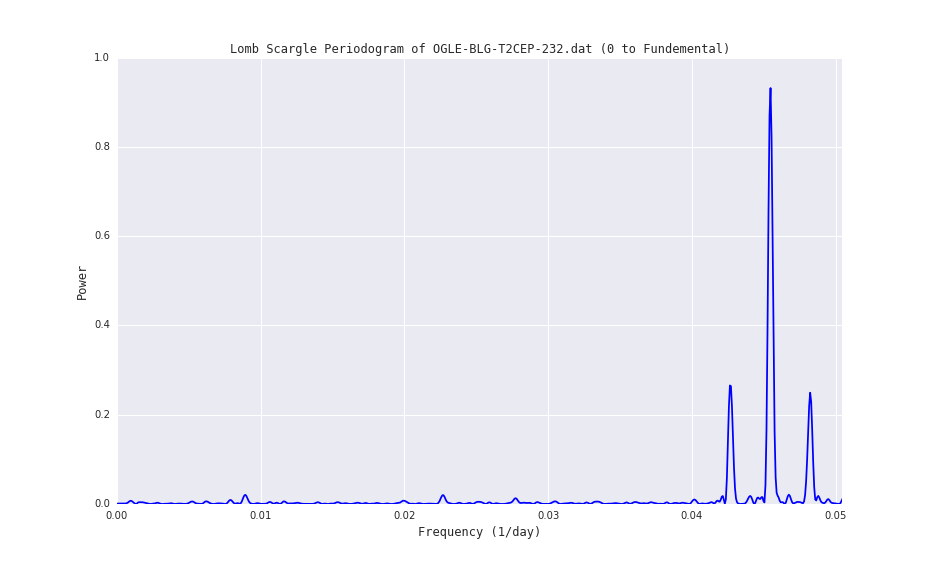 Lomb Scargle Periodogram of OGLE-BLG-T2CEP-232.dat (0 to Fundemental)
1.0
0.8
0.6
0.4
0.2
0.0
Power
0.00 0.01 0.02 0.03 0.04 0.05
Frequency (1/day)